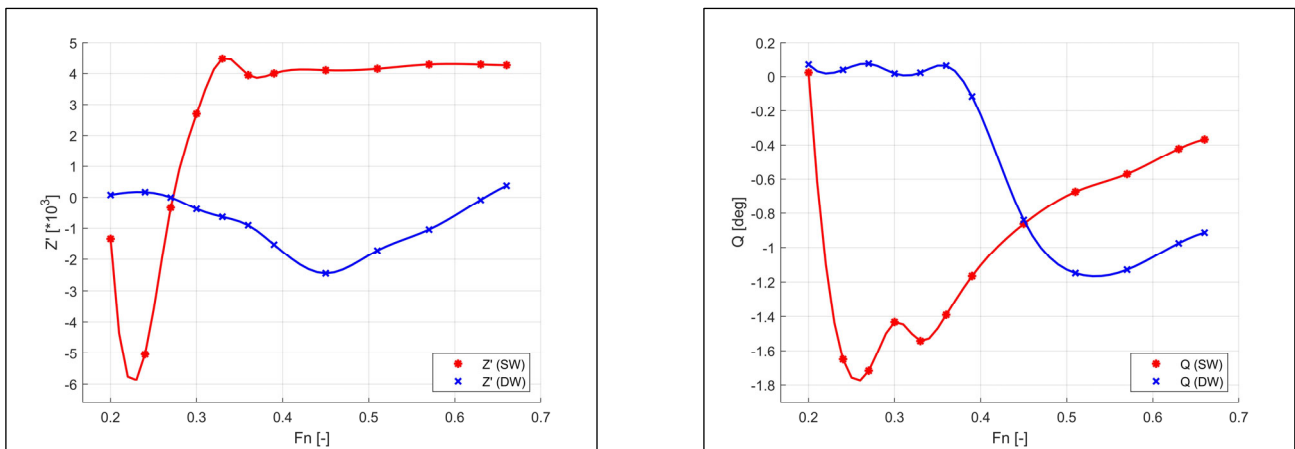 5
4
3
2
1
0
-1
-2
-3
-4
-5
-6
Z' [*10³]
0.2 0.3 0.4 0.5 0.6 0.7
Fn [-]
Z' (SW)
Z' (DW)
0.2
0
-0.2
-0.4
-0.6
-0.8
-1
-1.2
-1.4
-1.6
-1.8
Q [deg]
0.2 0.3 0.4 0.5 0.6 0.7
Fn [-]
Q (SW)
Q (DW)